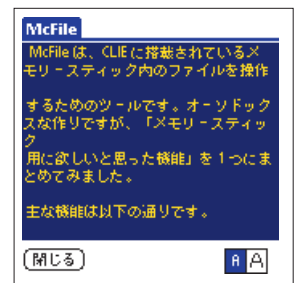 McFile
McFileは、CLIEに搭載されているメ
モリースティック内のファイルを操作
するためのツールです。オーソドック
スな作りですが、「メモリースティッ
ク
用に欲しいと思った機能」を1つにま
とめてみました。
主な機能は以下の通りです。
閉じる
A A